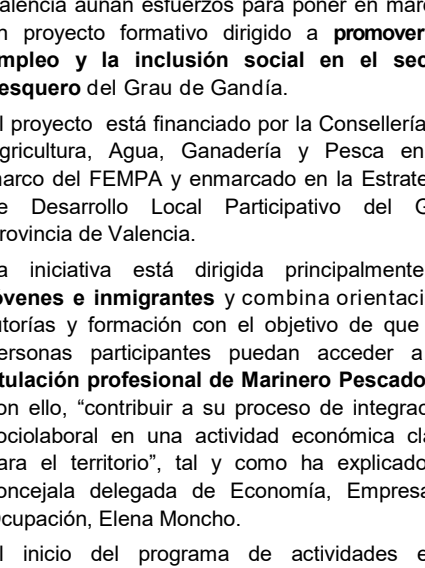 alencia aúnan esfuerzos para poner en mar
n proyecto formativo dirigido a promover
mpleo y la inclusión social en el sec
esquero del Grau de Gandía.
l proyecto está financiado por la Consellería
gricultura, Agua, Ganadería y Pesca en
arco del FEMPA y enmarcado en la Estrate
e Desarrollo Local Participativo del G
rovincia de Valencia.
a iniciativa está dirigida principalmente
óvenes e inmigrantes y combina orientaci
utorías y formación con el objetivo de que
ersonas participantes puedan acceder a
tulación profesional de Marinero Pescado
on ello, “contribuir a su proceso de integrac
ociolaboral en una actividad económica cla
ara el territorio”, tal y como ha explicado
oncejala delegada de Economía, Empresa
cupación, Elena Moncho.
l inicio del programa de actividades e